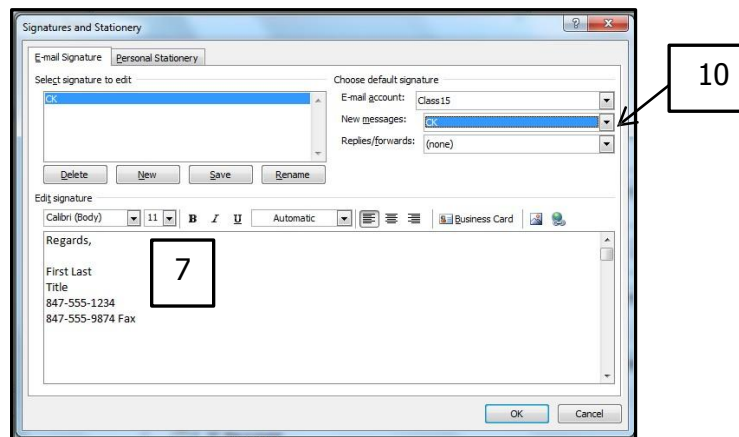 Signatures and Stationery
E-mail Signature Personal Stationery
Select signature to edit
Choose default signature
CK
E-mail account: Class15
New messages: CK
Replies/forwards: (none)
10
Delete New Save Rename
Edit signature
Calibri (Body) 11 B I U Automatic Business Card
Regards,
First Last
Title
847-555-1234
847-555-9874 Fax
7
OK Cancel